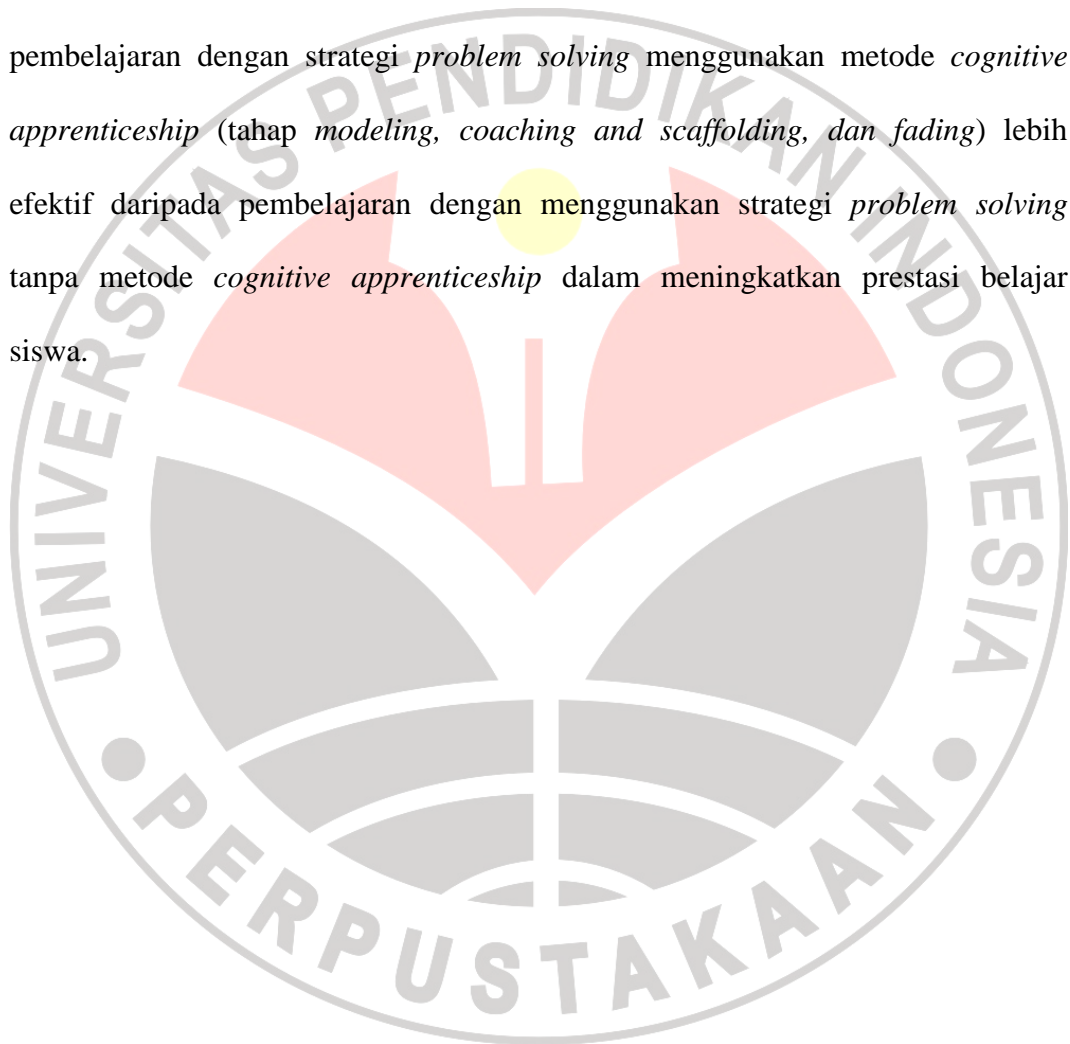 pembelajaran dengan strategi problem solving menggunakan metode cognitive
apprenticeship (tahap modeling, coaching and scaffolding, dan fading) lebih
efektif daripada pembelajaran dengan menggunakan strategi problem solving
tanpa metode cognitive apprenticeship dalam meningkatkan prestasi belajar
siswa.
UNIVERSITAS PENDIDIKAN INDONESIA
PERPUSTAKAAN